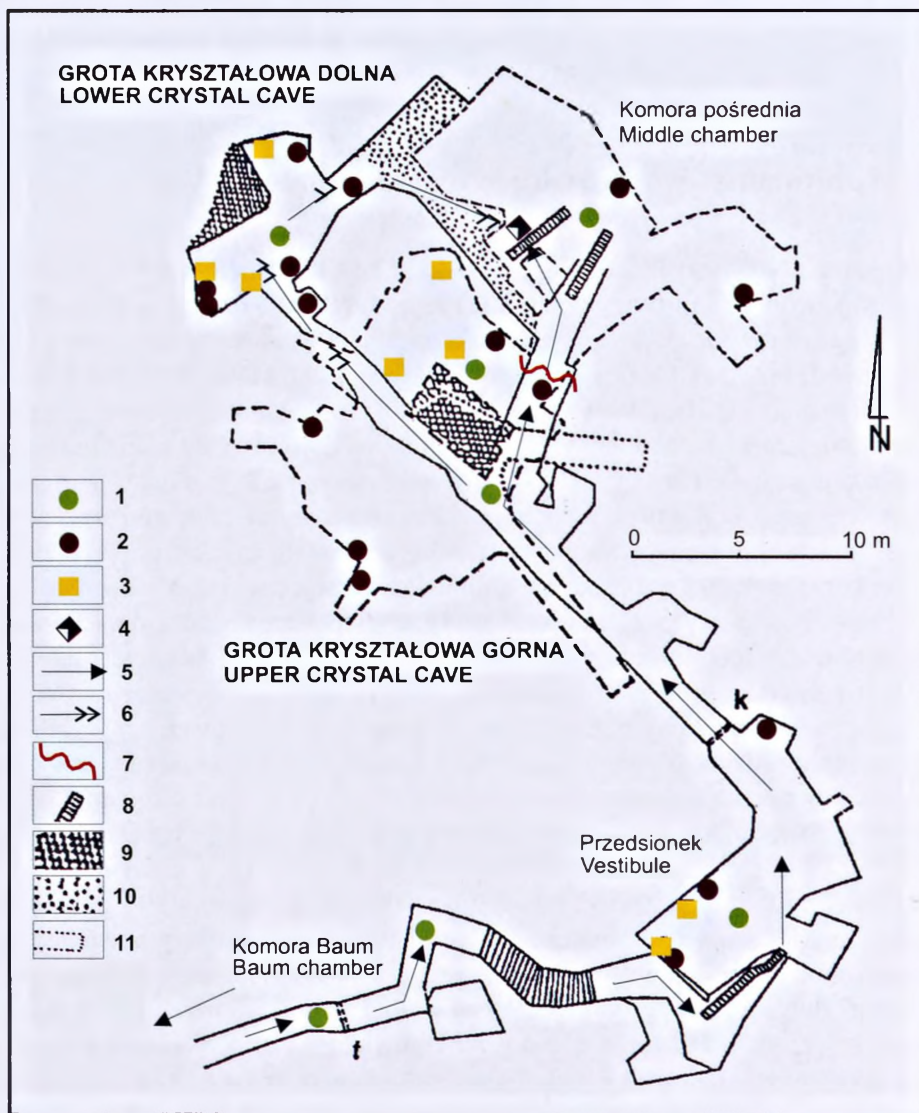 GROTA KRYSZTAŁOWA DOLNA
LOWER CRYSTAL CAVE
Komora pośrednia
Middle chamber
N
0 5 10 m
1
2
3
4
5
6
7
8
9
10
11
GROTA KRYSZTAŁOWA GÓRNA
UPPER CRYSTAL CAVE
k
Przedsionek
Vestibule
Komora Baum
Baum chamber
t